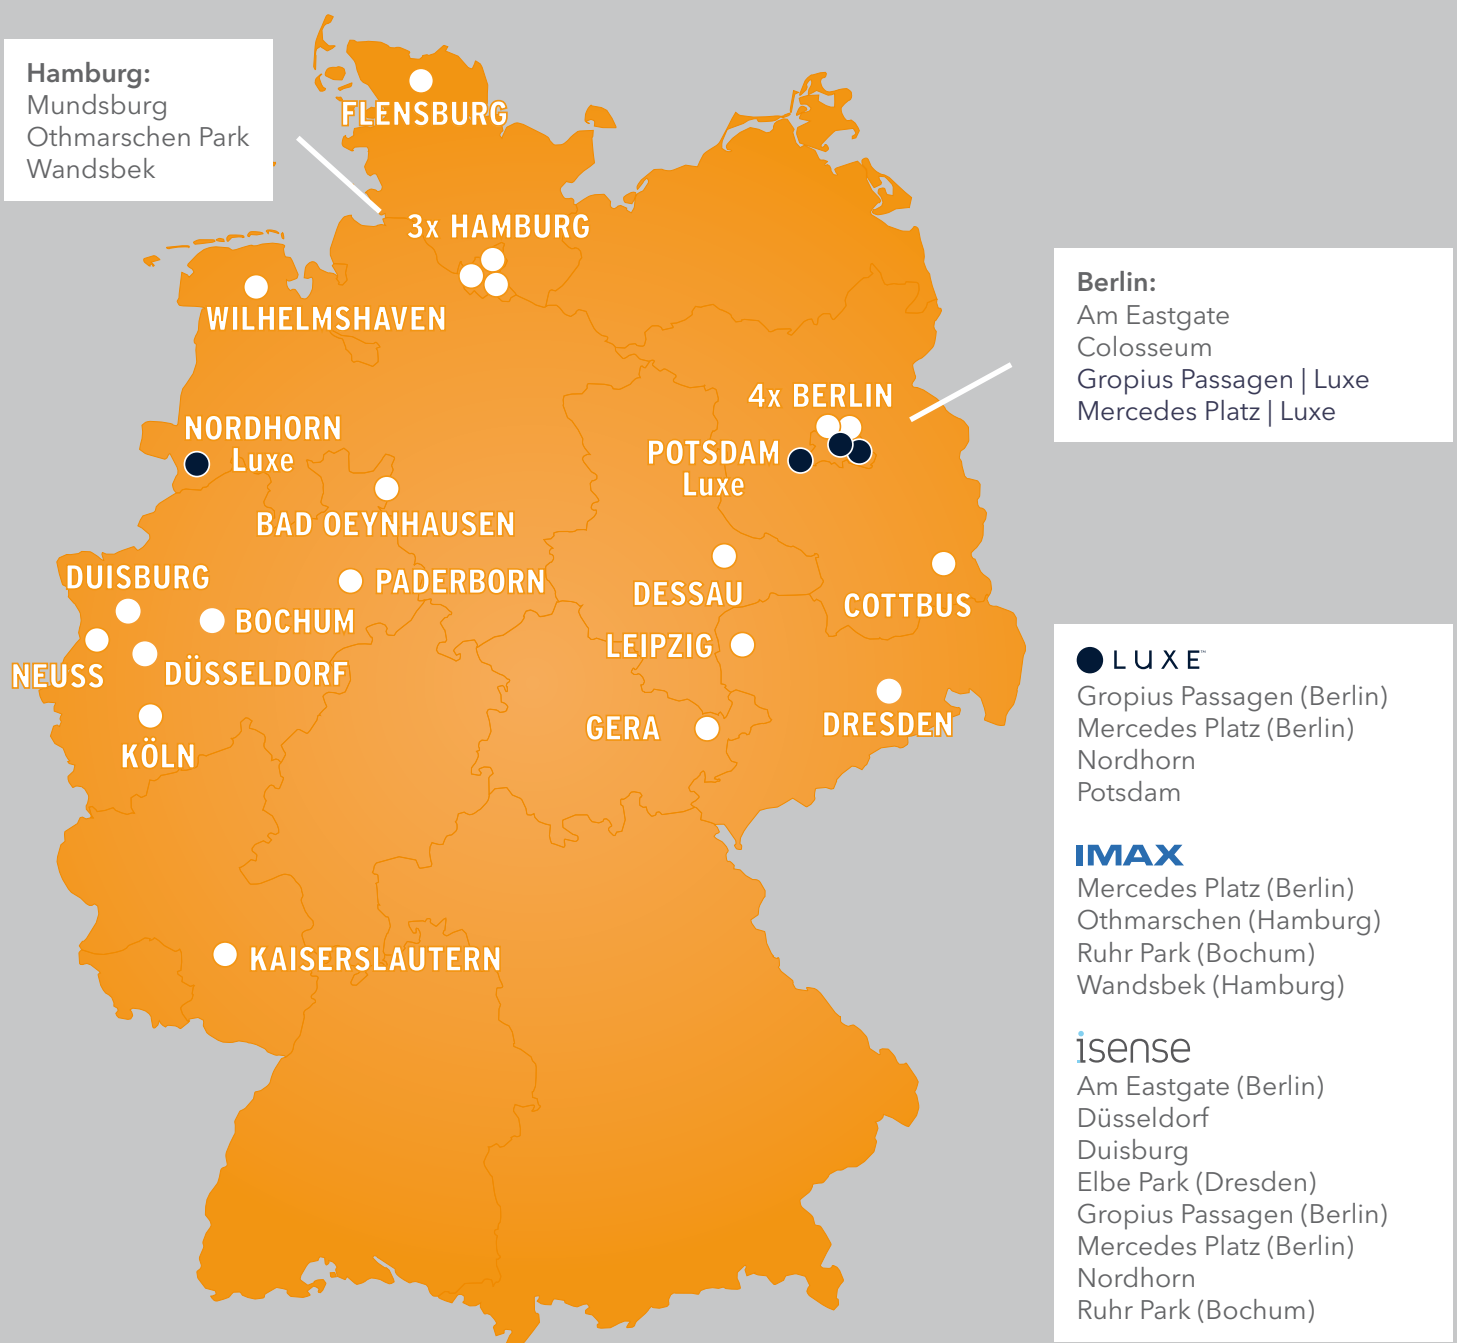 Hamburg:
Mundsburg
Othmarschen Park
Wandsbek
FLENSBURG
3x HAMBURG
WILHELMSHAVEN
Berlin:
Am Eastgate
Colosseum
Gropius Passagen | Luxe
Mercedes Platz | Luxe
4x BERLIN
NORDHORN
Luxe
POTSDAM
Luxe
BAD OEYNHAUSEN
DUISBURG
PADERBORN
DESSAU
COTTBUS
BOCHUM
LEIPZIG
NEUSS
DÜSSELDORF
GERA
DRESDEN
KÖLN
KAISERSLAUTERN
LUXE™
Gropius Passagen (Berlin)
Mercedes Platz (Berlin)
Nordhorn
Potsdam
IMAX
Mercedes Platz (Berlin)
Othmarschen (Hamburg)
Ruhr Park (Bochum)
Wandsbek (Hamburg)
isense
Am Eastgate (Berlin)
Düsseldorf
Duisburg
Elbe Park (Dresden)
Gropius Passagen (Berlin)
Mercedes Platz (Berlin)
Nordhorn
Ruhr Park (Bochum)